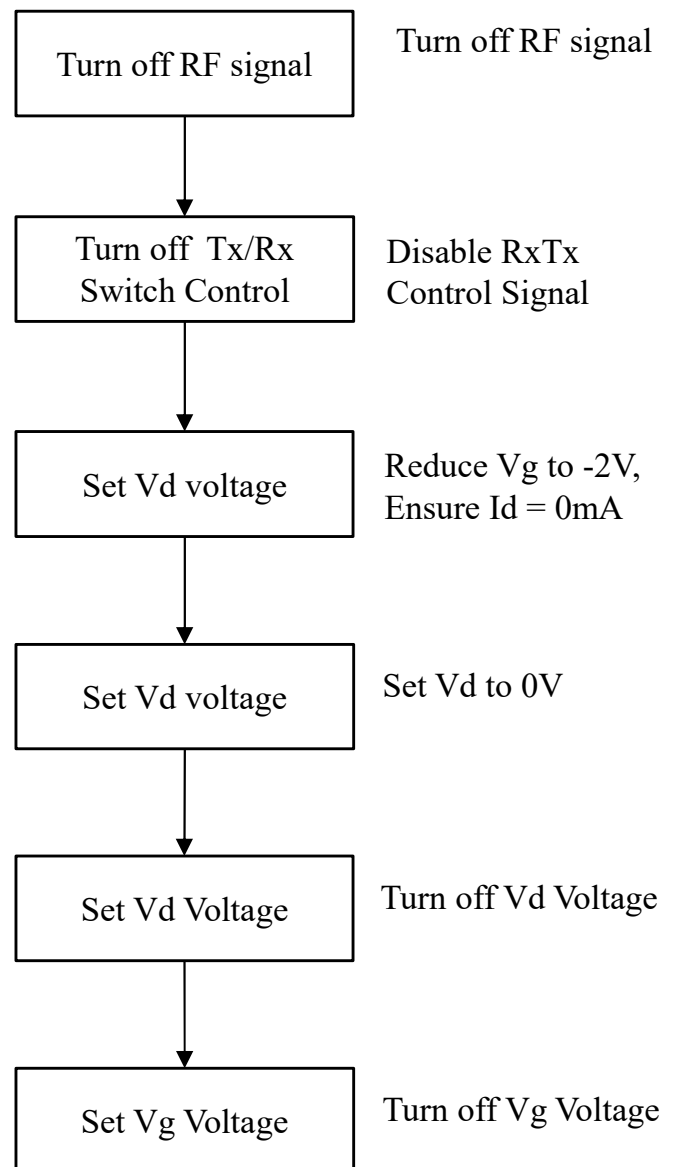 Turn off RF signal
Turn off RF signal
Turn off Tx/Rx
Switch Control
Disable RxTx
Control Signal
Set Vd voltage
Reduce Vg to -2V,
Ensure Id = 0mA
Set Vd voltage
Set Vd to 0V
Set Vd Voltage
Turn off Vd Voltage
Set Vg Voltage
Turn off Vg Voltage